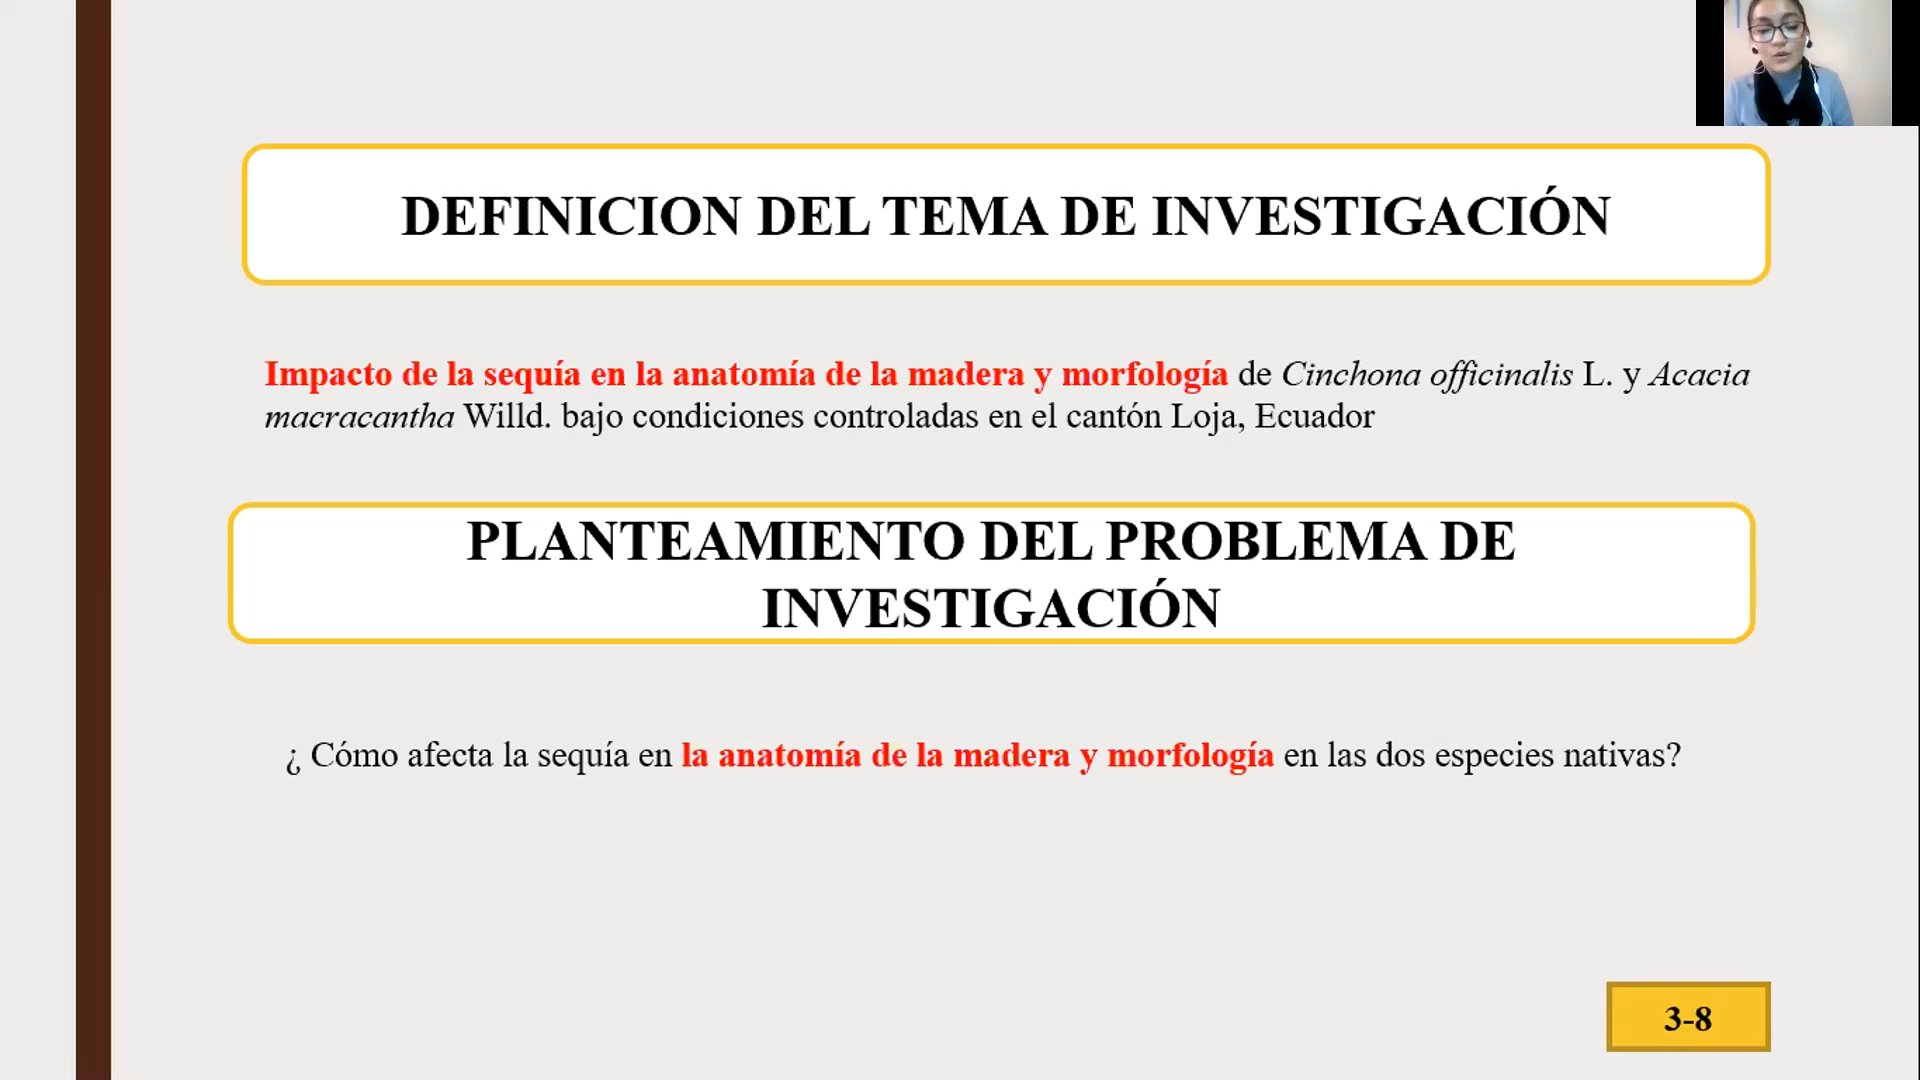 DEFINICION DEL TEMA DE INVESTIGACIÓN
Impacto de la sequía en la anatomía de la madera y morfología de Cinchona officinalis L. y Acacia
macracantha Willd. bajo condiciones controladas en el cantón Loja, Ecuador
PLANTEAMIENTO DEL PROBLEMA DE
INVESTIGACIÓN
¿ Cómo afecta la sequía en la anatomía de la madera y morfología en las dos especies nativas?
3-8